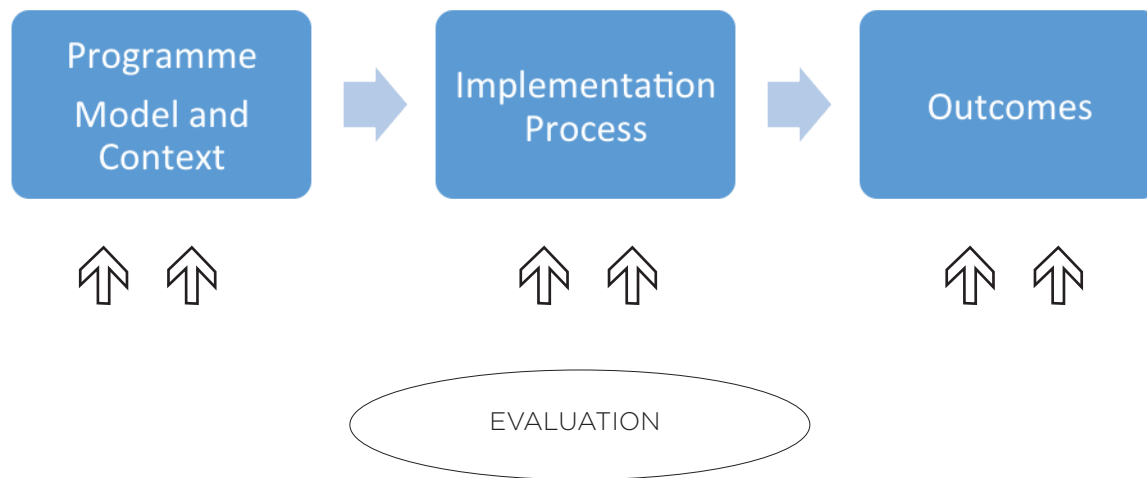 Programme
Model and
Context
Implementation
Process
Outcomes
EVALUATION